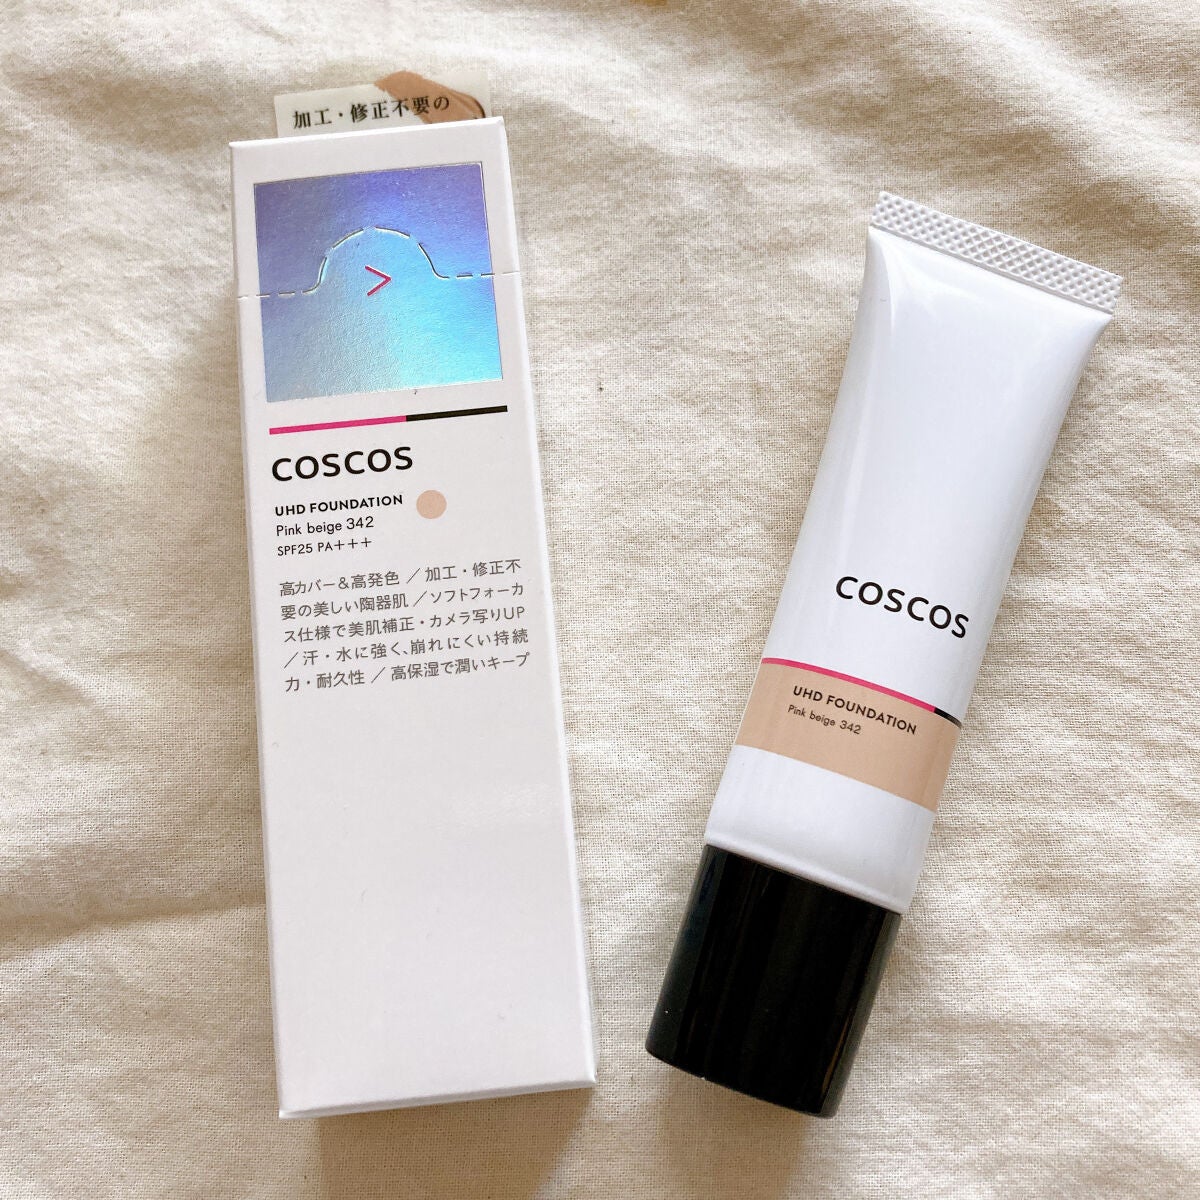 加工・修正不要の
COSCOS
UHD FOUNDATION
Pink beige 342
SPF25 PA+++
高カバー&高発色 ／加工・修正不
要の美しい陶器肌 ／ソフトフォーカ
ス仕様で美肌補正・カメラ写りUP
／汗・水に強く、崩れにくい持続
力・耐久性 ／ 高保湿で潤いキープ
COSCOS
UHD FOUNDATION
Pink beige 342